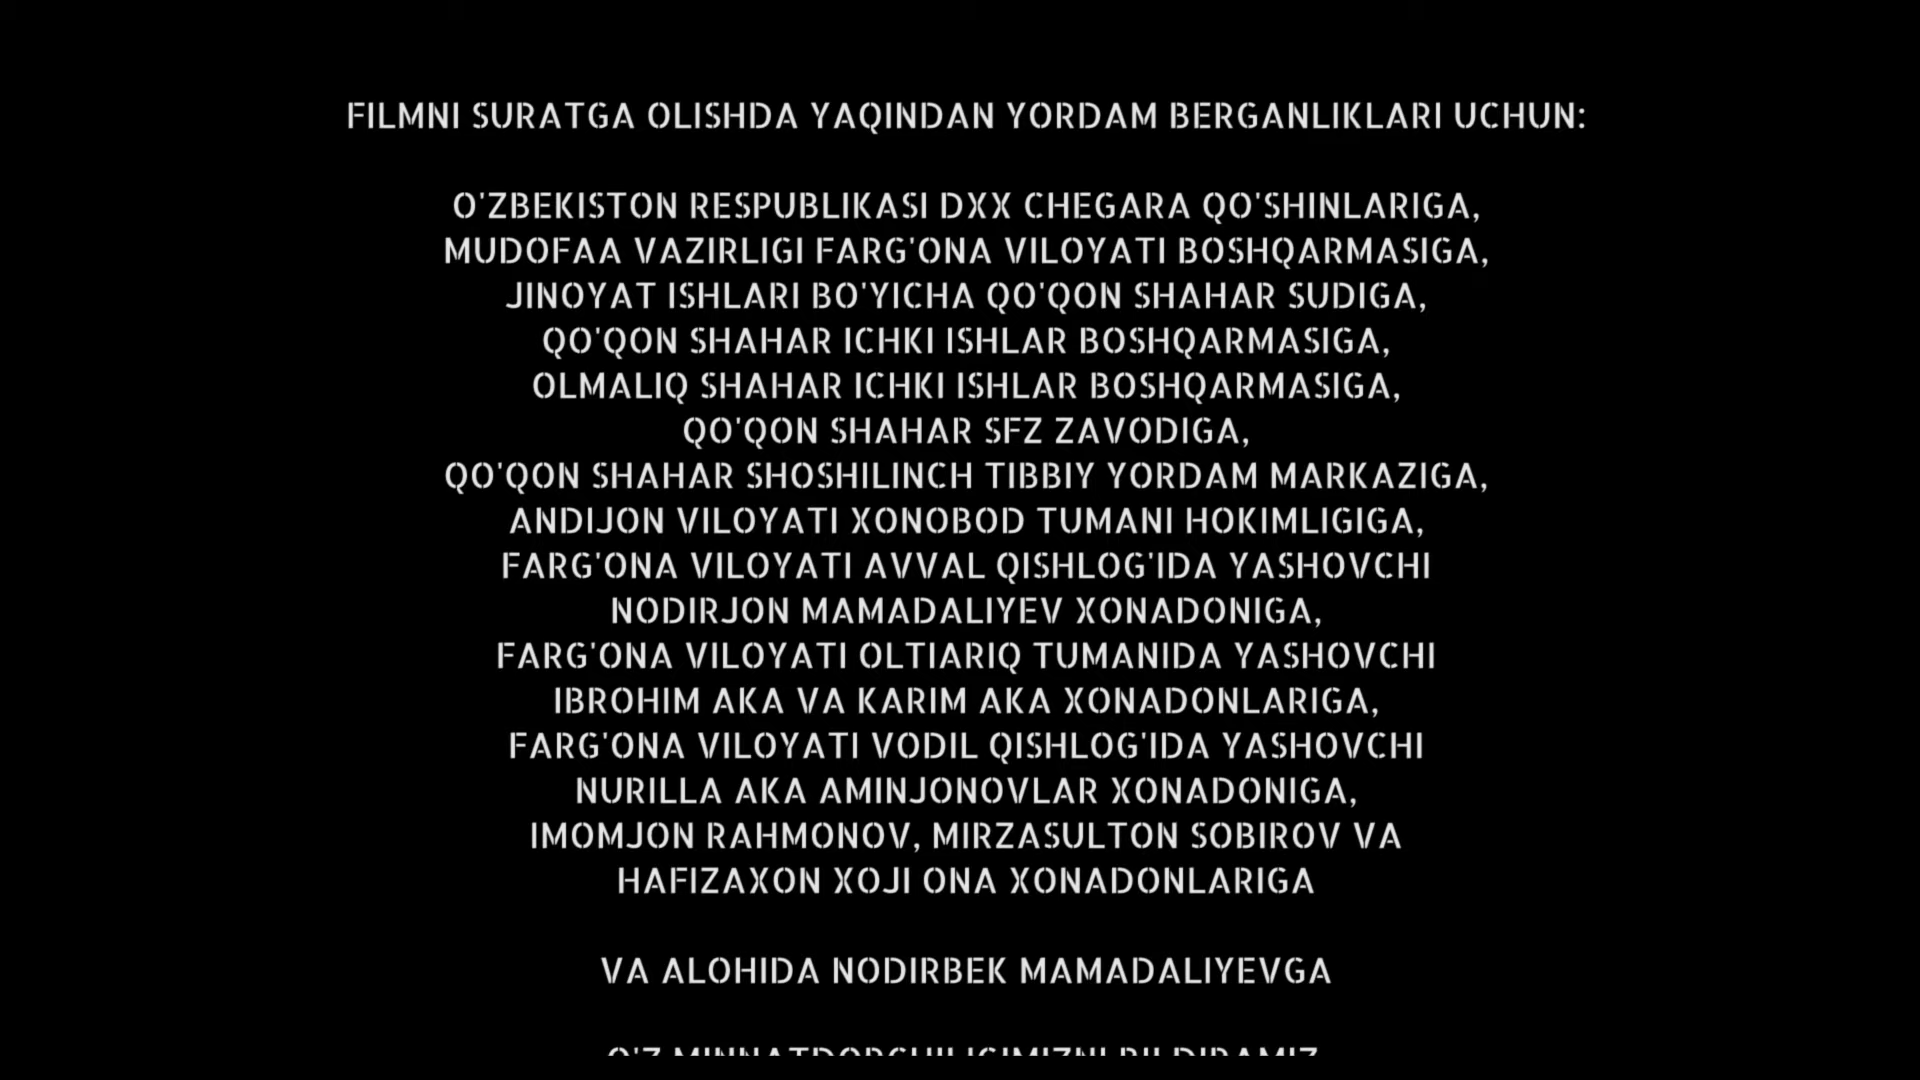 FILMNI SURATGA OLISHDA YAQINDAN YORDAM BERGANLIKLARI UCHUN:
O'ZBEKISTON RESPUBLIKASI DXX CHEGARA QO'SHINLARIGA,
MUDOFAA VAZIRLIGI FARG'ONA VILOYATI BOSHQARMASIGA,
JINOYAT ISHLARI BO'YICHA QO'QON SHAHAR SUDIGA,
QO'QON SHAHAR ICHKI ISHLAR BOSHQARMASIGA,
OLMALIQ SHAHAR ICHKI ISHLAR BOSHQARMASIGA,
QO'QON SHAHAR SFZ ZAVODIGA,
QO'QON SHAHAR SHOSHILINCH TIBBIY YORDAM MARKAZIGA,
ANDIJON VILOYATI XONOBOD TUMANI HOKIMLIGIGA,
FARG'ONA VILOYATI AVVAL QISHLOG'IDA YASHOVCHI
NODIRJON MAMADALIYEV XONADONIGA,
FARG'ONA VILOYATI OLTIARIQ TUMANIDA YASHOVCHI
IBROHIM AKA VA KARIM AKA XONADONLARIGA,
FARG'ONA VILOYATI VODIL QISHLOG'IDA YASHOVCHI
NURILLA AKA AMINJONOVLAR XONADONIGA,
IMOMJON RAHMONOV, MIRZASULTON SOBIROV VA
HAFIZAXON XOJI ONA XONADONLARIGA
VA ALOHIDA NODIRBEK MAMADALIYEVGA
O'Z MINNATDORCHILIGIMIZNI BILDIRAMIZ